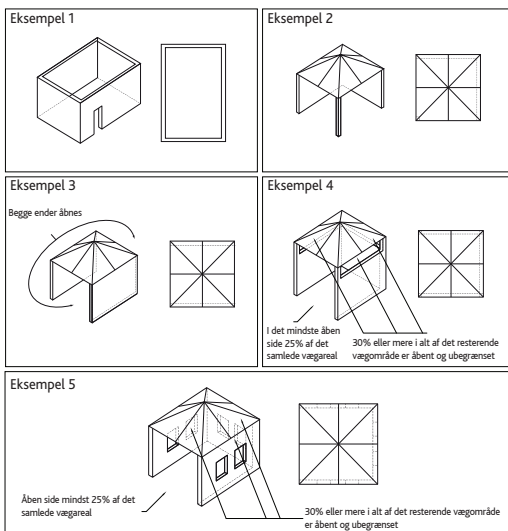 Eksempel 1
Eksempel 2
Eksempel 3
Begge ender åbnes
Eksempel 4
I det mindste åben
side 25% af det
samlede vægareal
30% eller mere i alt af det resterende
vægområde er åbent og ubegrænset
Eksempel 5
Åben side mindst 25% af det
samlede vægareal
30% eller mere i alt af det resterende vægområde
er åbent og ubegrænset